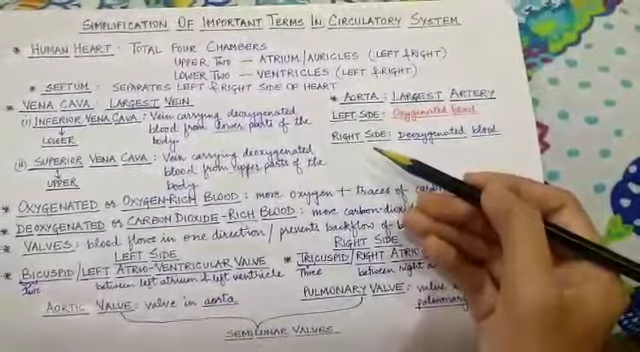 SIMPLIFICATION OF IMPORTANT TERMS IN CIRCULATORY SYSTEM
* HUMAN HEART: TOTAL FOUR CHAMBERS
UPPER TWO — ATRIUM/AURICLES (LEFT & RIGHT)
LOWER TWO — VENTRICLES (LEFT & RIGHT)
* SEPTUM: SEPARATES LEFT & RIGHT SIDE OF HEART
* VENA CAVA: LARGEST VEIN
(i) INFERIOR VENA CAVA: Vein carrying deoxygenated
blood from lower parts of the
body
↓
LOWER
(ii) SUPERIOR VENA CAVA: Vein carrying deoxygenated
blood from upper parts of the
body
↓
UPPER
* AORTA: LARGEST ARTERY
LEFT SIDE: Oxygenated blood
RIGHT SIDE: Deoxygenated blood
* OXYGENATED or OXYGEN-RICH BLOOD: more oxygen + traces of
* DEOXYGENATED or CARBON DIOXIDE-RICH BLOOD: more carbon
* VALVES: blood flows in one direction / prevents backflow of
LEFT SIDE
* BICUSPID/LEFT ATRIO-VENTRICULAR VALVE
Two between left atrium & left ventricle
RIGHT SIDE
* TRICUSPID/RIGHT
Three between right
AORTIC VALVE: valve in aorta
PULMONARY VALVE: valve
pulmonary
SEMILUNAR VALVES